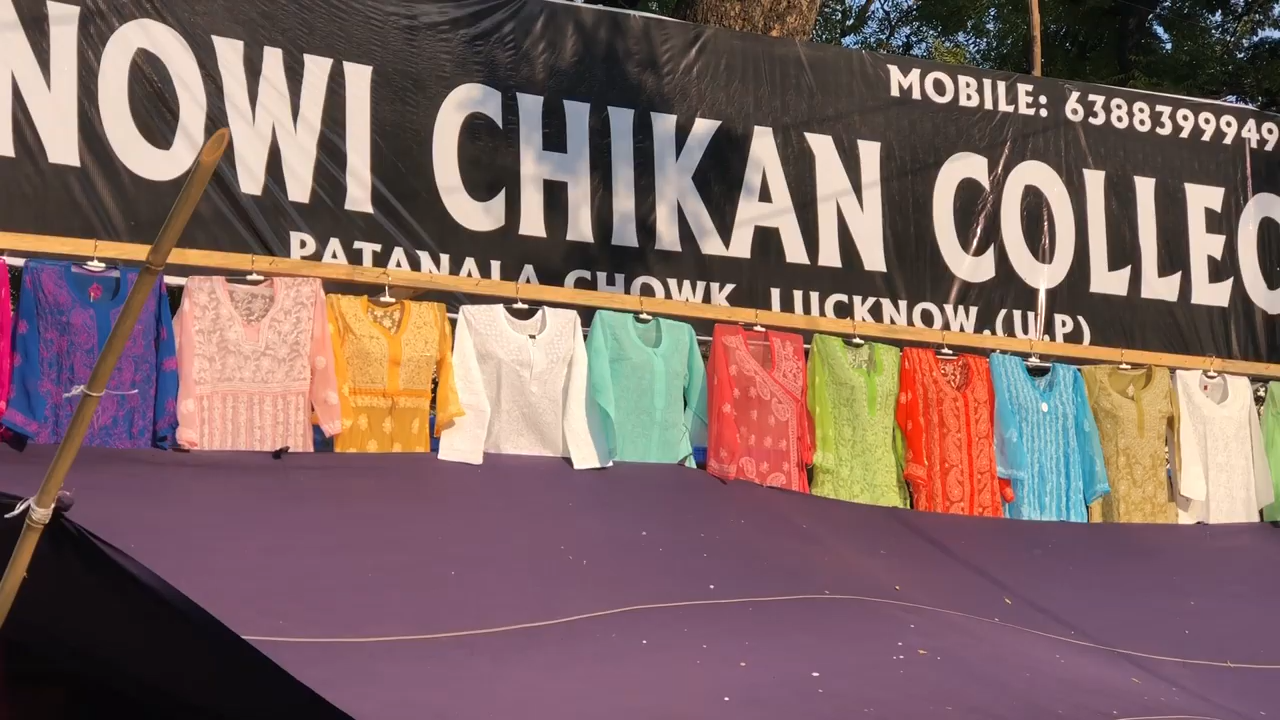 MOBILE: 6388399949
NOWI CHIKAN COLLEC
PATANALA CHOWK, LUCKNOW.(U.P)